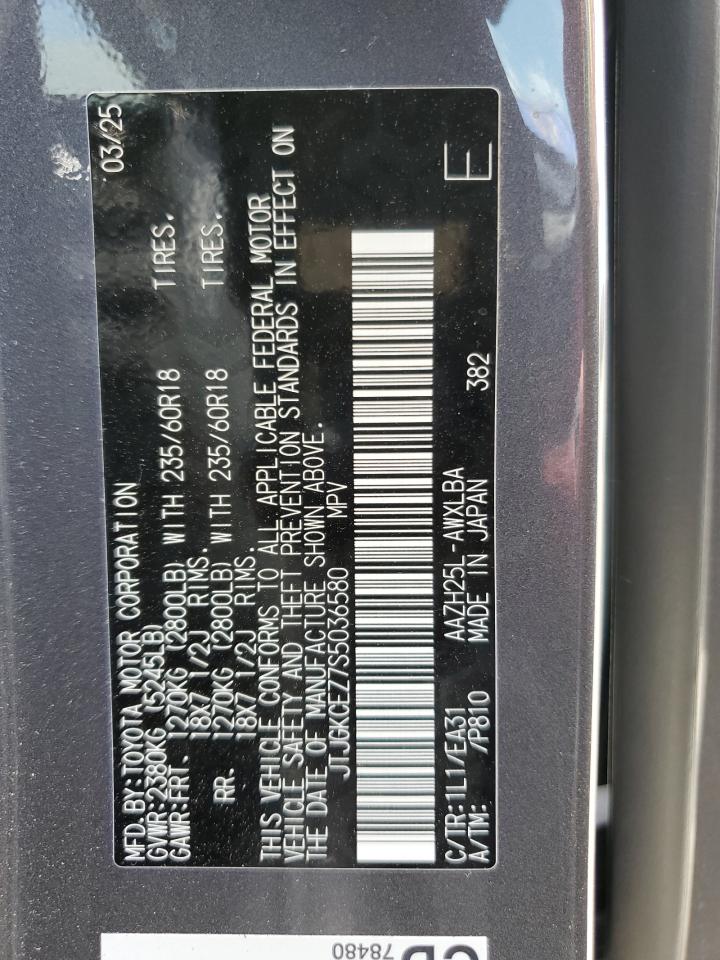 MFD. BY: TOYOTA MOTOR CORPORATION 03/25
GVWR: 2380KG (5245LB)
GAWR: FRT. 1270KG (2800LB) WITH 235/60R18 TIRES.
18X7 1/2J RIMS.
RR. 1270KG (2800LB) WITH 235/60R18 TIRES.
18X7 1/2J RIMS.
THIS VEHICLE CONFORMS TO ALL APPLICABLE FEDERAL MOTOR
VEHICLE SAFETY AND THEFT PREVENTION STANDARDS IN EFFECT ON
THE DATE OF MANUFACTURE SHOWN ABOVE.
JTJGKCEZ7S5036580 MPV
C/TR: 1L1/EA31 AAZH25L-AWXLBA 382 E
A/TM: /P810 MADE IN JAPAN
78480